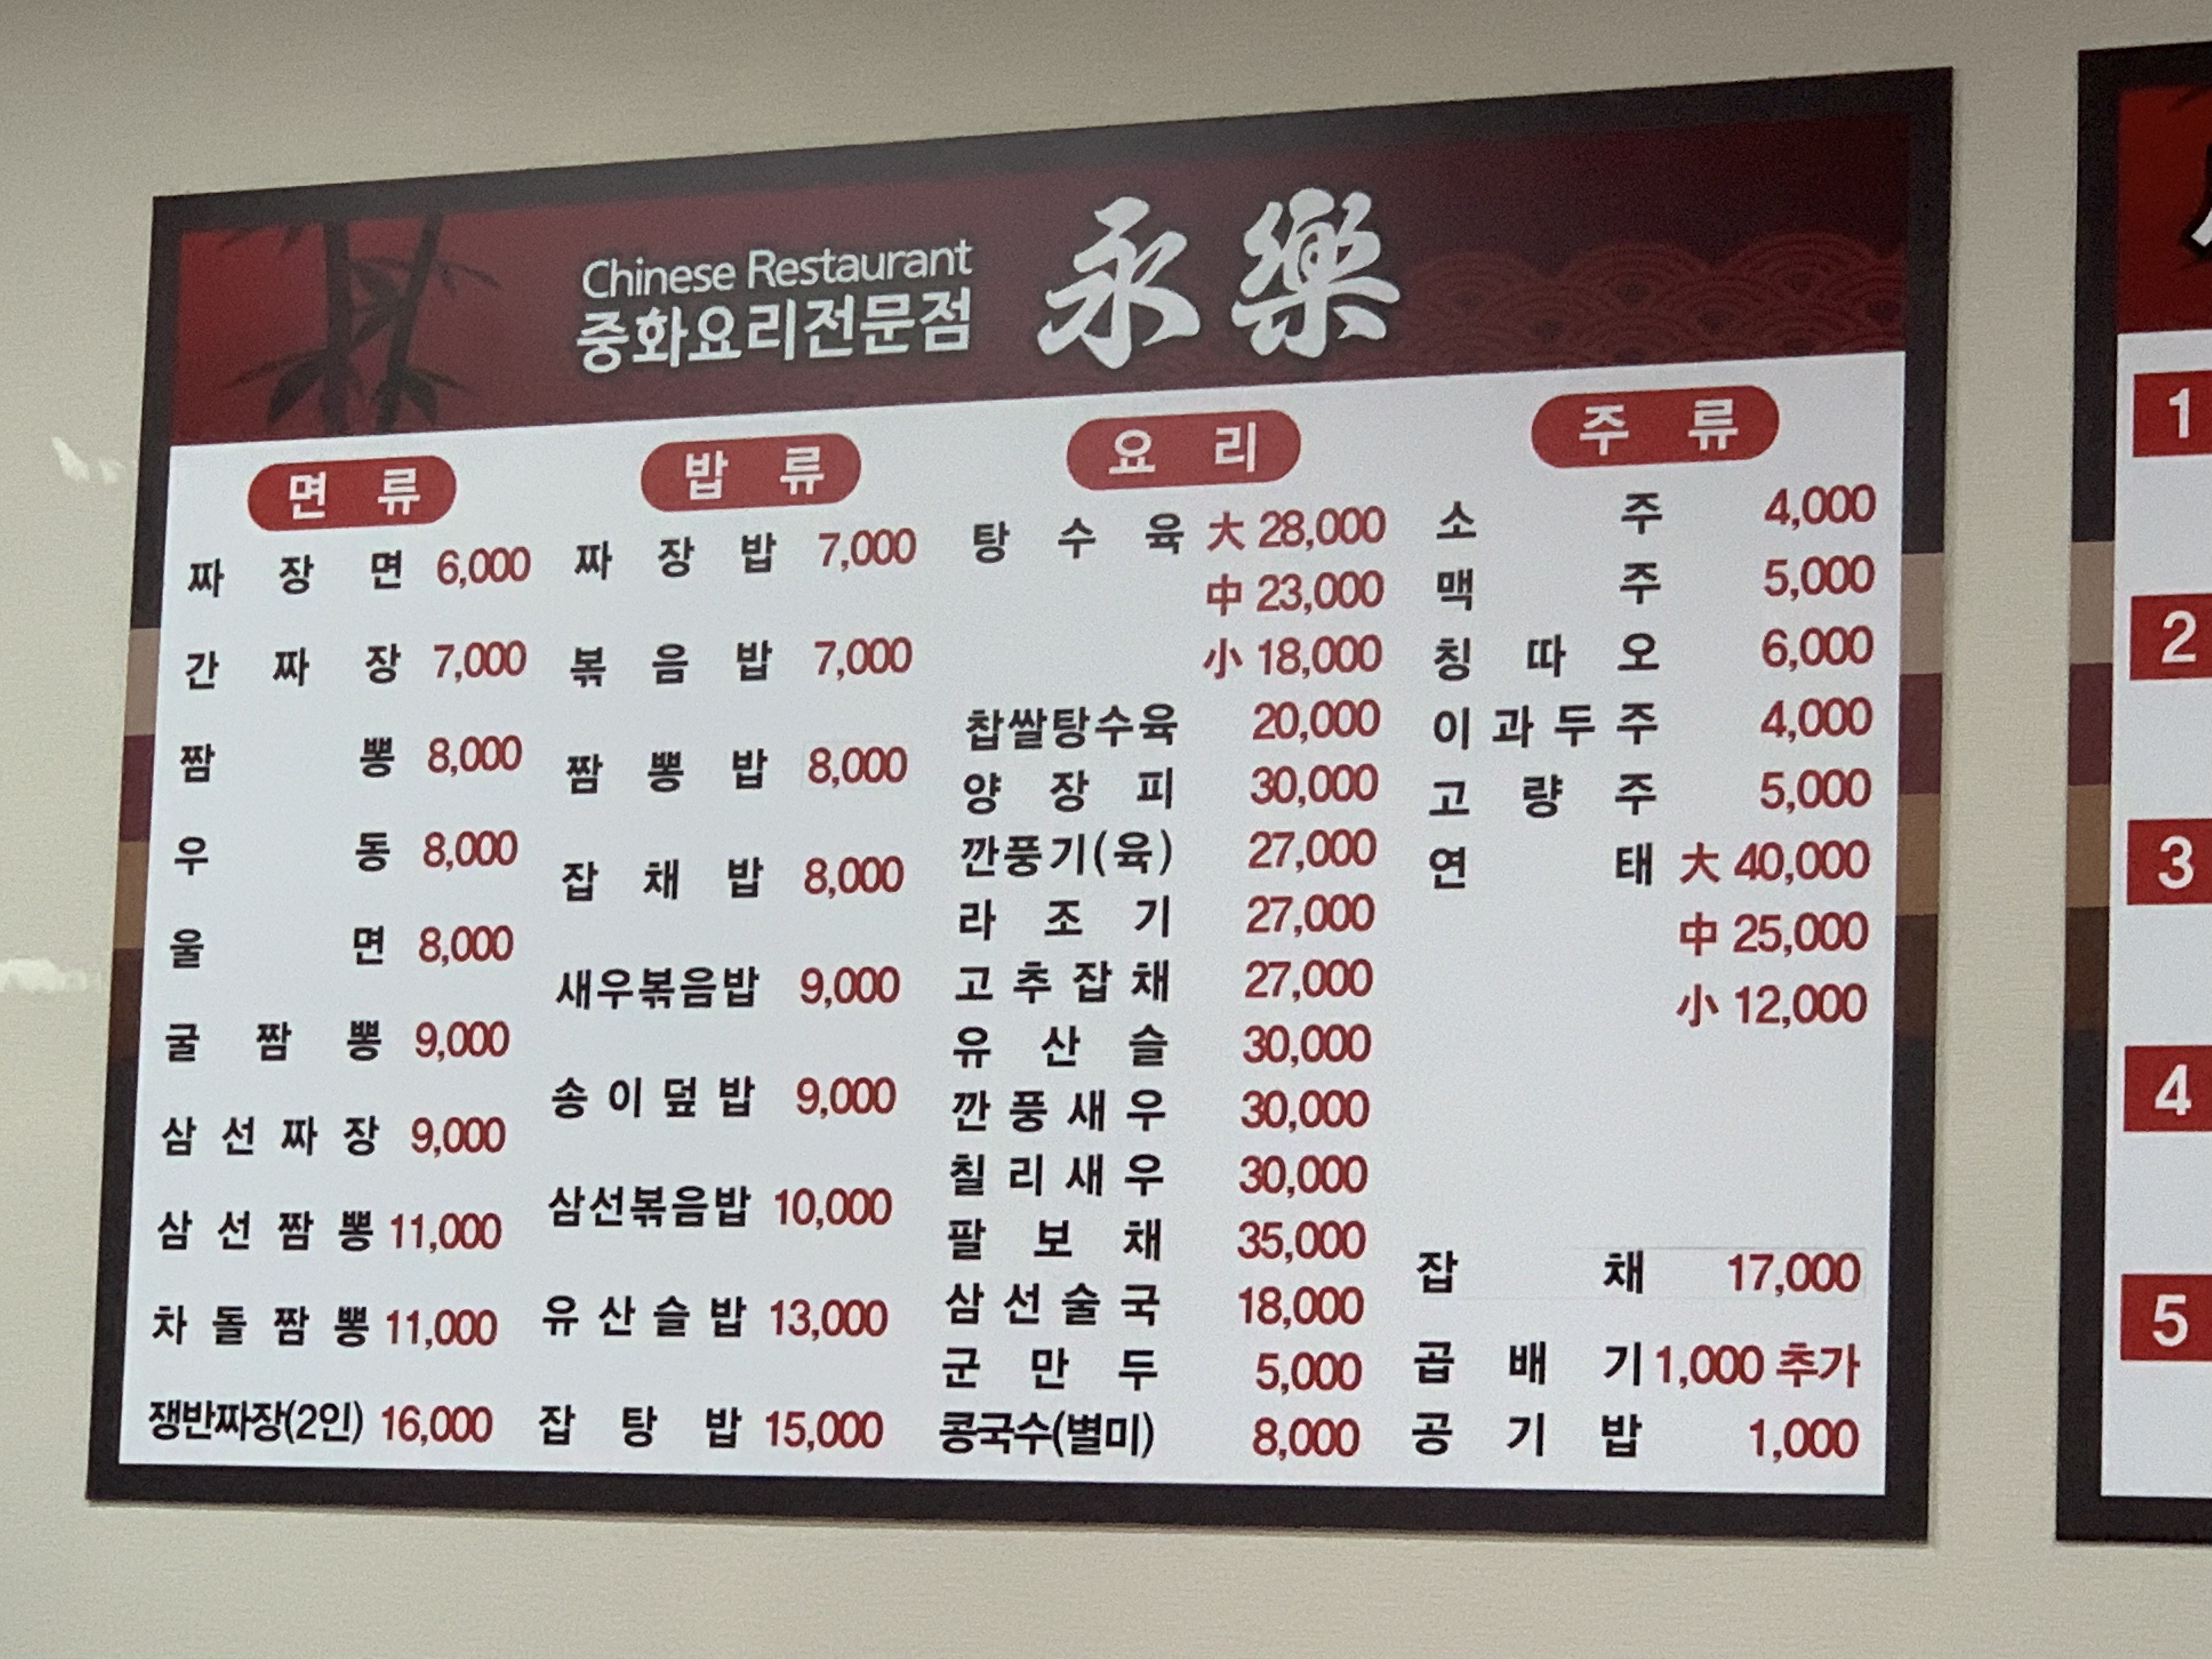 Chinese Restaurant
중화요리전문점
永樂
면류
짜장면 6,000
간짜장 7,000
짬뽕 8,000
우동 8,000
울면 8,000
굴짬뽕 9,000
삼선짜장 9,000
삼선짬뽕 11,000
차돌짬뽕 11,000
쟁반짜장(2인) 16,000
밥류
짜장밥 7,000
볶음밥 7,000
짬뽕밥 8,000
잡채밥 8,000
새우볶음밥 9,000
송이덮밥 9,000
삼선볶음밥 10,000
유산슬밥 13,000
잡탕밥 15,000
요리
탕수육 大 28,000
中 23,000
小 18,000
찹쌀탕수육 20,000
양장피 30,000
깐풍기(육) 27,000
라조기 27,000
고추잡채 27,000
유산슬 30,000
깐풍새우 30,000
칠리새우 30,000
팔보채 35,000
삼선술국 18,000
군만두 5,000
콩국수(별미) 8,000
주류
소주 4,000
맥주 5,000
칭따오 6,000
이과두주 4,000
고량주 5,000
연태 大 40,000
中 25,000
小 12,000
잡채 17,000
곱배기 1,000 추가
공기밥 1,000
1
2
3
4
5